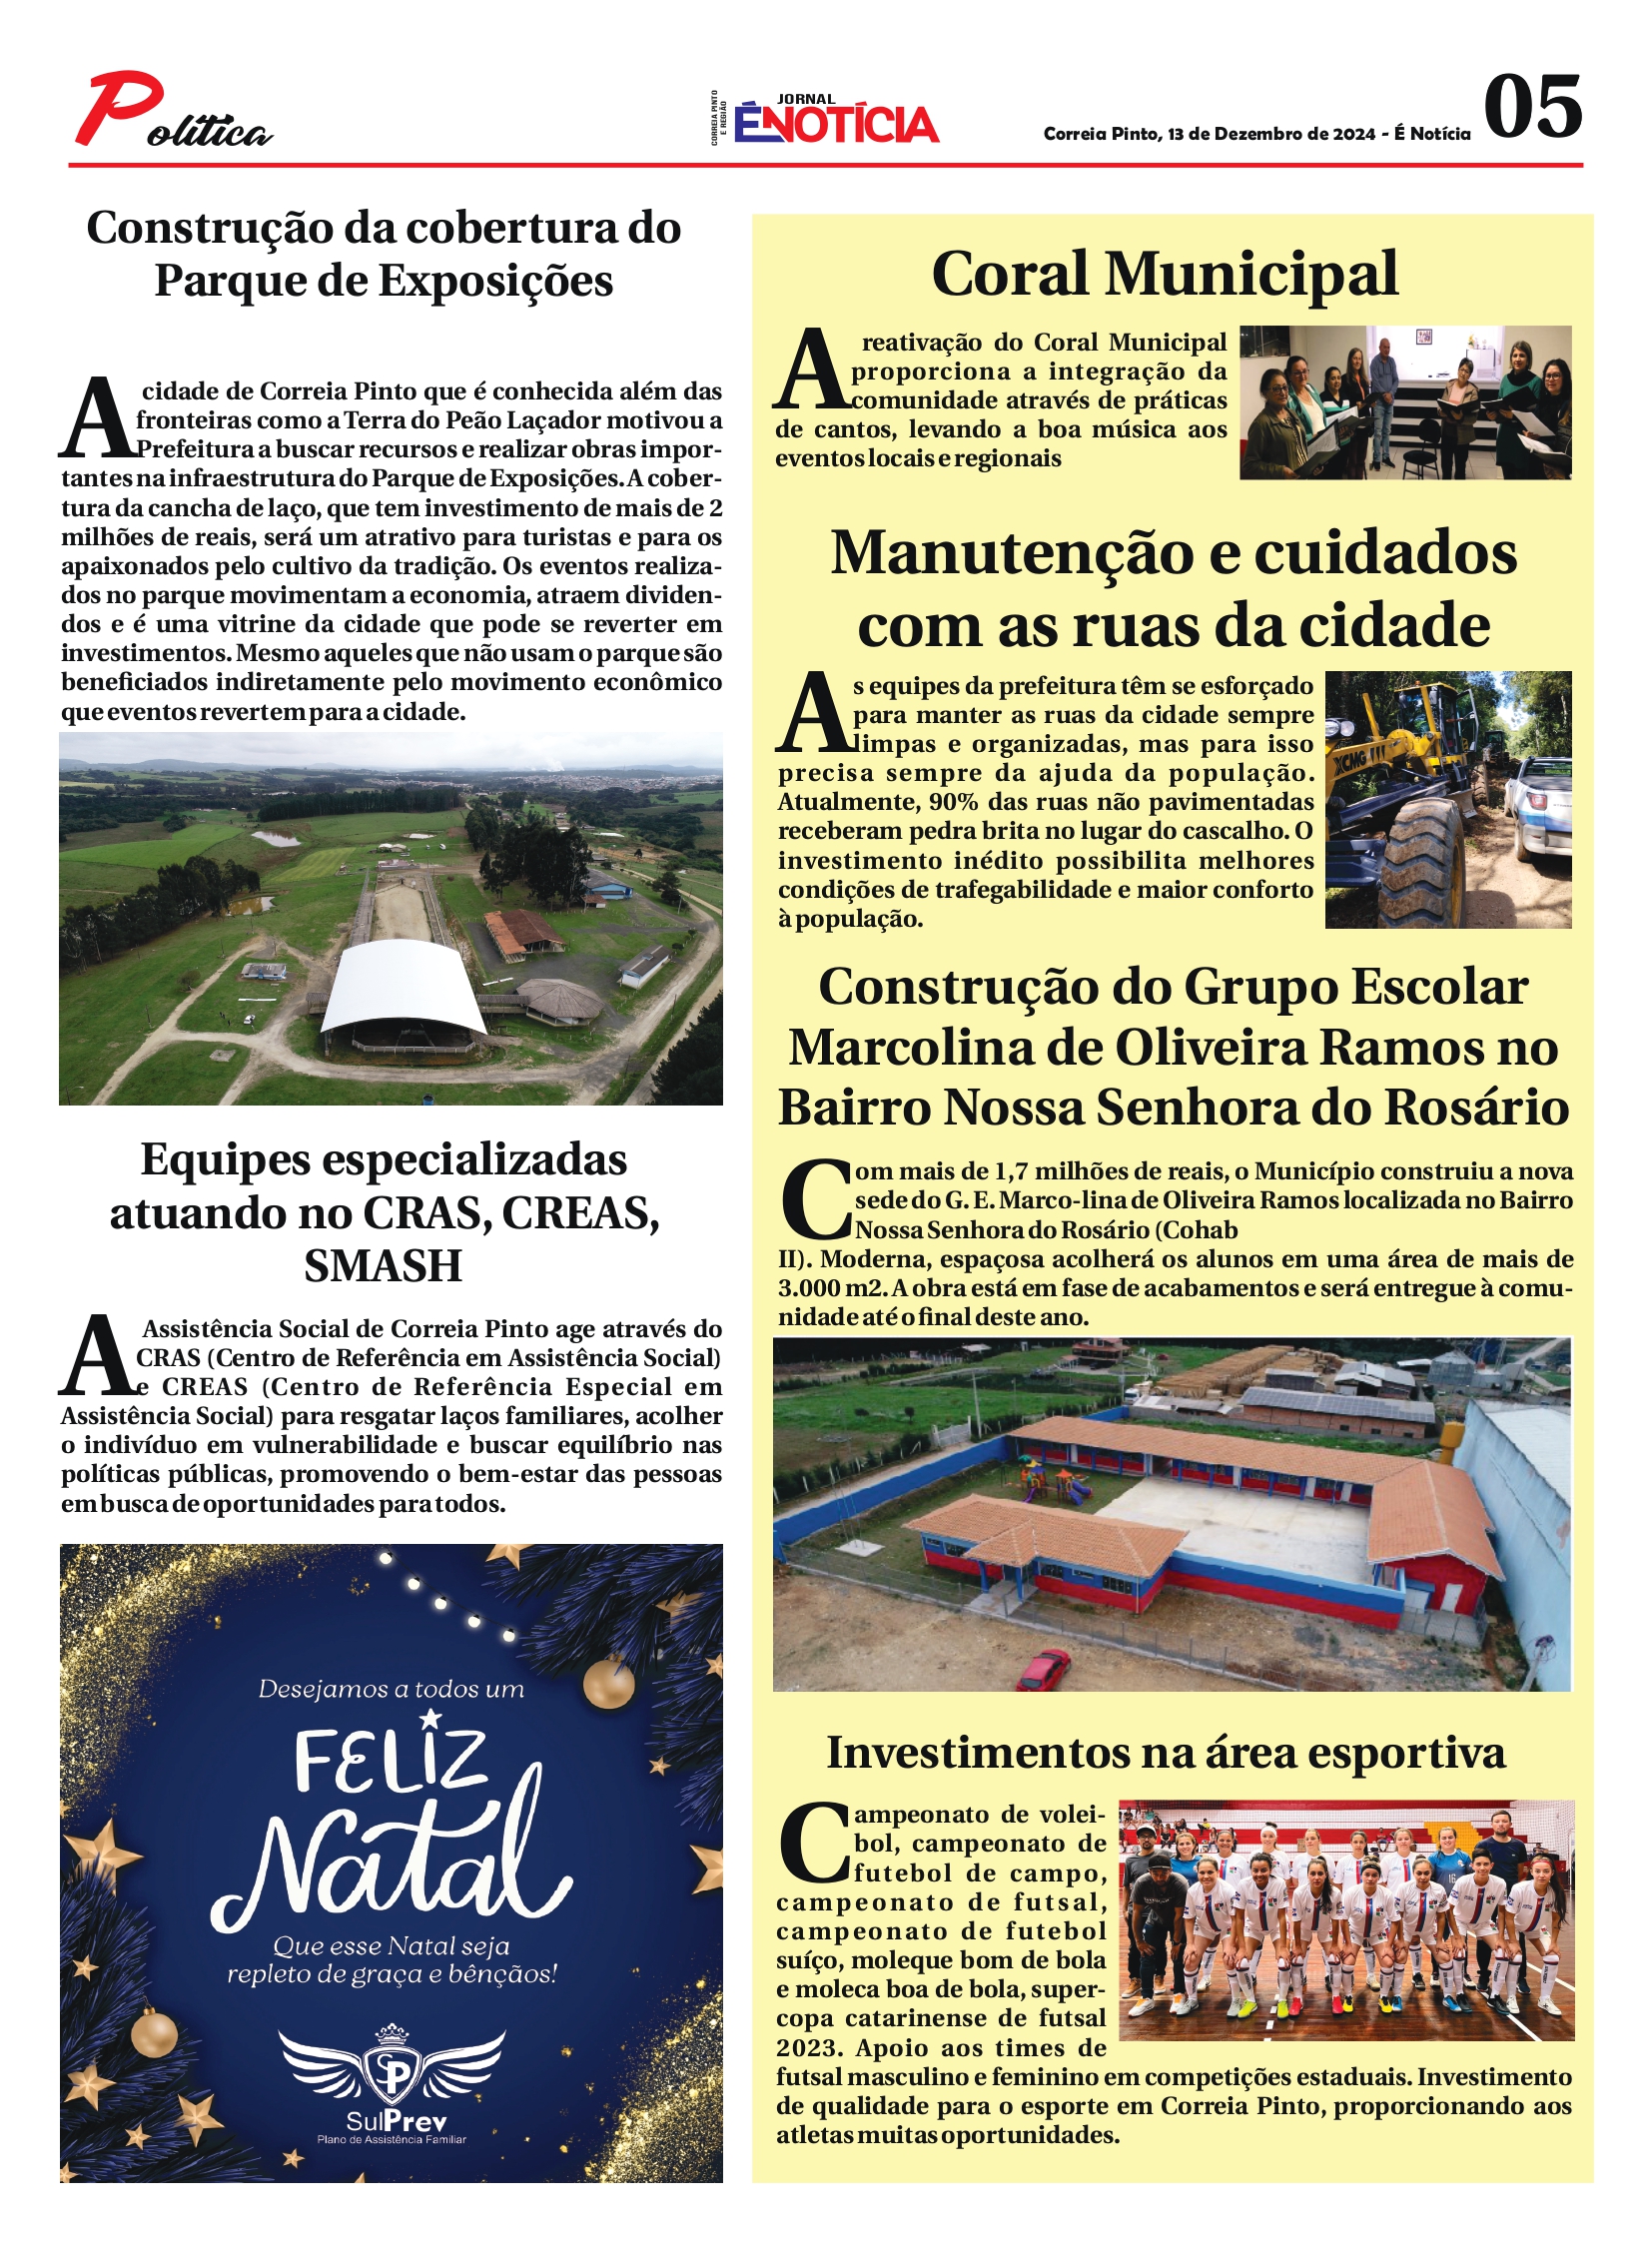 Política
CORREIA PINTO
E REGIÃO
JORNAL
ÉNOTÍCIA
Correia Pinto, 13 de Dezembro de 2024 - É Notícia
05
Construção da cobertura do
Parque de Exposições
A cidade de Correia Pinto que é conhecida além das
fronteiras como a Terra do Peão Laçador motivou a
Prefeitura a buscar recursos e realizar obras impor-
tantes na infraestrutura do Parque de Exposições. A cober-
tura da cancha de laço, que tem investimento de mais de 2
milhões de reais, será um atrativo para turistas e para os
apaixonados pelo cultivo da tradição. Os eventos realiza-
dos no parque movimentam a economia, atraem dividen-
dos e é uma vitrine da cidade que pode se reverter em
investimentos. Mesmo aqueles que não usam o parque são
beneficiados indiretamente pelo movimento econômico
que eventos revertem para a cidade.
Equipes especializadas
atuando no CRAS, CREAS,
SMASH
A Assistência Social de Correia Pinto age através do
CRAS (Centro de Referência em Assistência Social)
e CREAS (Centro de Referência Especial em
Assistência Social) para resgatar laços familiares, acolher
o indivíduo em vulnerabilidade e buscar equilíbrio nas
políticas públicas, promovendo o bem-estar das pessoas
em busca de oportunidades para todos.
Desejamos a todos um
FELIZ
Natal
Que esse Natal seja
repleto de graça e bênçãos!
SP
SulPrev
Plano de Assistência Familiar
Coral Municipal
A reativação do Coral Municipal
proporciona a integração da
comunidade através de práticas
de cantos, levando a boa música aos
eventos locais e regionais
Manutenção e cuidados
com as ruas da cidade
As equipes da prefeitura têm se esforçado
para manter as ruas da cidade sempre
limpas e organizadas, mas para isso
precisa sempre da ajuda da população.
Atualmente, 90% das ruas não pavimentadas
receberam pedra brita no lugar do cascalho. O
investimento inédito possibilita melhores
condições de trafegabilidade e maior conforto
à população.
XCMG
Construção do Grupo Escolar
Marcolina de Oliveira Ramos no
Bairro Nossa Senhora do Rosário
Com mais de 1,7 milhões de reais, o Município construiu a nova
sede do G. E. Marco-lina de Oliveira Ramos localizada no Bairro
Nossa Senhora do Rosário (Cohab
II). Moderna, espaçosa acolherá os alunos em uma área de mais de
3.000 m2. A obra está em fase de acabamentos e será entregue à comu-
nidade até o final deste ano.
Investimentos na área esportiva
Campeonato de volei-
bol, campeonato de
futebol de campo,
campeonato de futsal,
campeonato de futebol
suíço, moleque bom de bola
e moleca boa de bola, super-
copa catarinense de futsal
2023. Apoio aos times de
futsal masculino e feminino em competições estaduais. Investimento
de qualidade para o esporte em Correia Pinto, proporcionando aos
atletas muitas oportunidades.